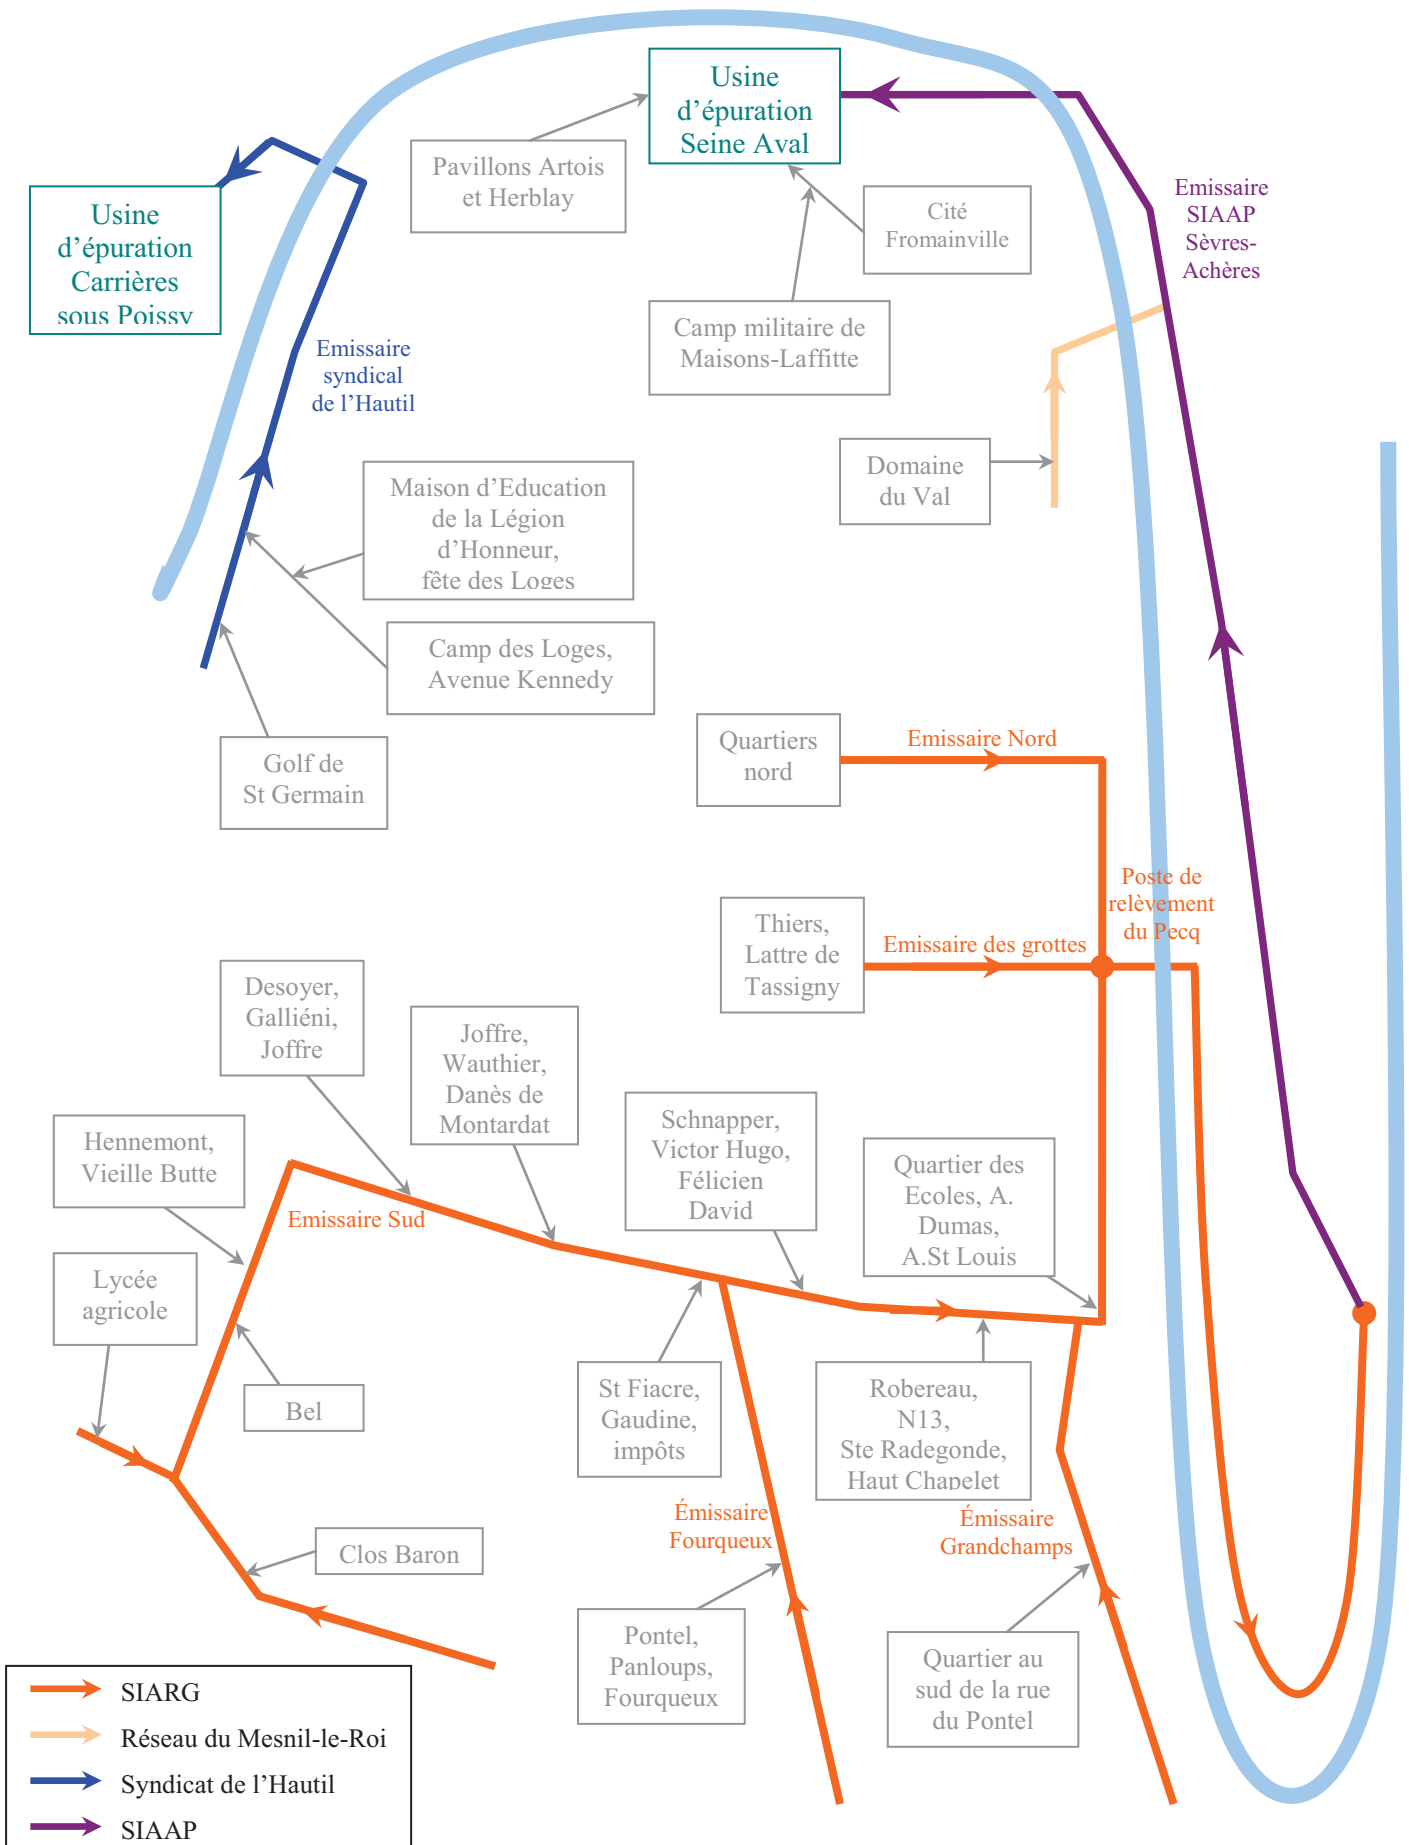 Usine
d'épuration
Seine Aval
Pavillons Artois
et Herblay
Cité
Fromainville
Emissaire
SIAAP
Sèvres-
Achères
Usine
d'épuration
Carrières
sous Poissy
Camp militaire de
Maisons-Laffitte
Emissaire
syndical
de l'Hautil
Domaine
du Val
Maison d'Education
de la Légion
d'Honneur,
fête des Loges
Camp des Loges,
Avenue Kennedy
Golf de
St Germain
Quartiers
nord
Emissaire Nord
Poste de
relèvement
du Pecq
Thiers,
Lattre de
Tassigny
Emissaire des grottes
Desoyer,
Galliéni,
Joffre
Joffre,
Wauthier,
Danès de
Montardat
Schnapper,
Victor Hugo,
Félicien
David
Quartier des
Ecoles, A.
Dumas,
A.St Louis
Hennemont,
Vieille Butte
Emissaire Sud
Lycée
agricole
Bel
St Fiacre,
Gaudine,
impôts
Robereau,
N13,
Ste Radegonde,
Haut Chapelet
Émissaire
Fourqueux
Émissaire
Grandchamps
Clos Baron
Pontel,
Panloups,
Fourqueux
Quartier au
sud de la rue
du Pontel
SIARG
Réseau du Mesnil-le-Roi
Syndicat de l'Hautil
SIAAP